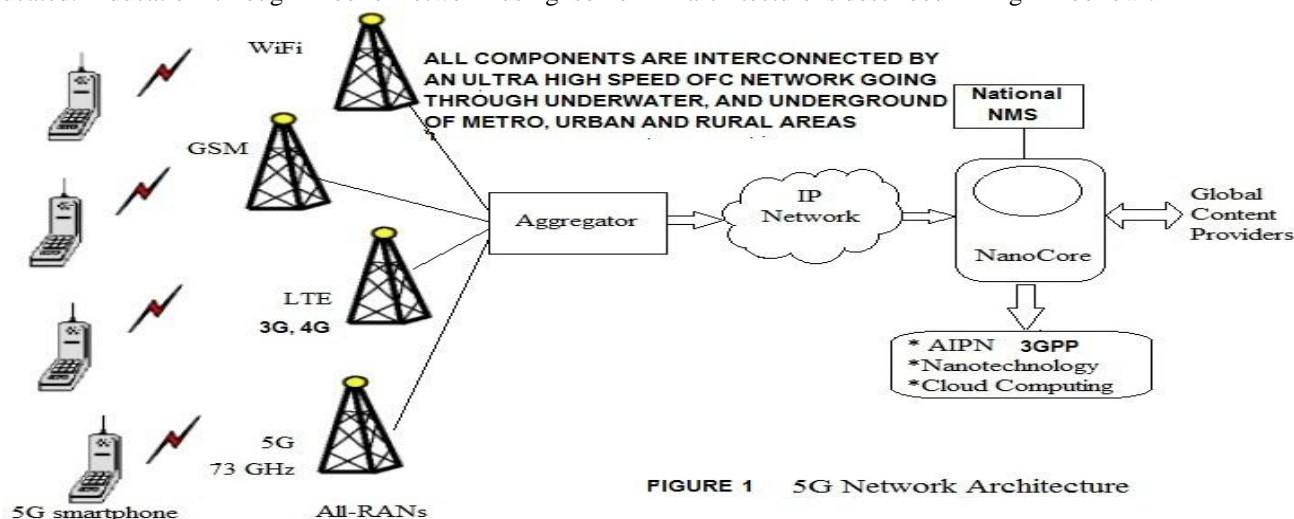 WiFi
ALL COMPONENTS ARE INTERCONNECTED BY
AN ULTRA HIGH SPEED OFC NETWORK GOING
THROUGH UNDERWATER, AND UNDERGROUND
OF METRO, URBAN AND RURAL AREAS
National
NMS
GSM
Aggregator
IP
Network
NanoCore
Global
Content
Providers
LTE
3G, 4G
* AIPN 3GPP
*Nanotechnology
*Cloud Computing
5G
73 GHz
5G smartphone
All-RANs
FIGURE 1 5G Network Architecture